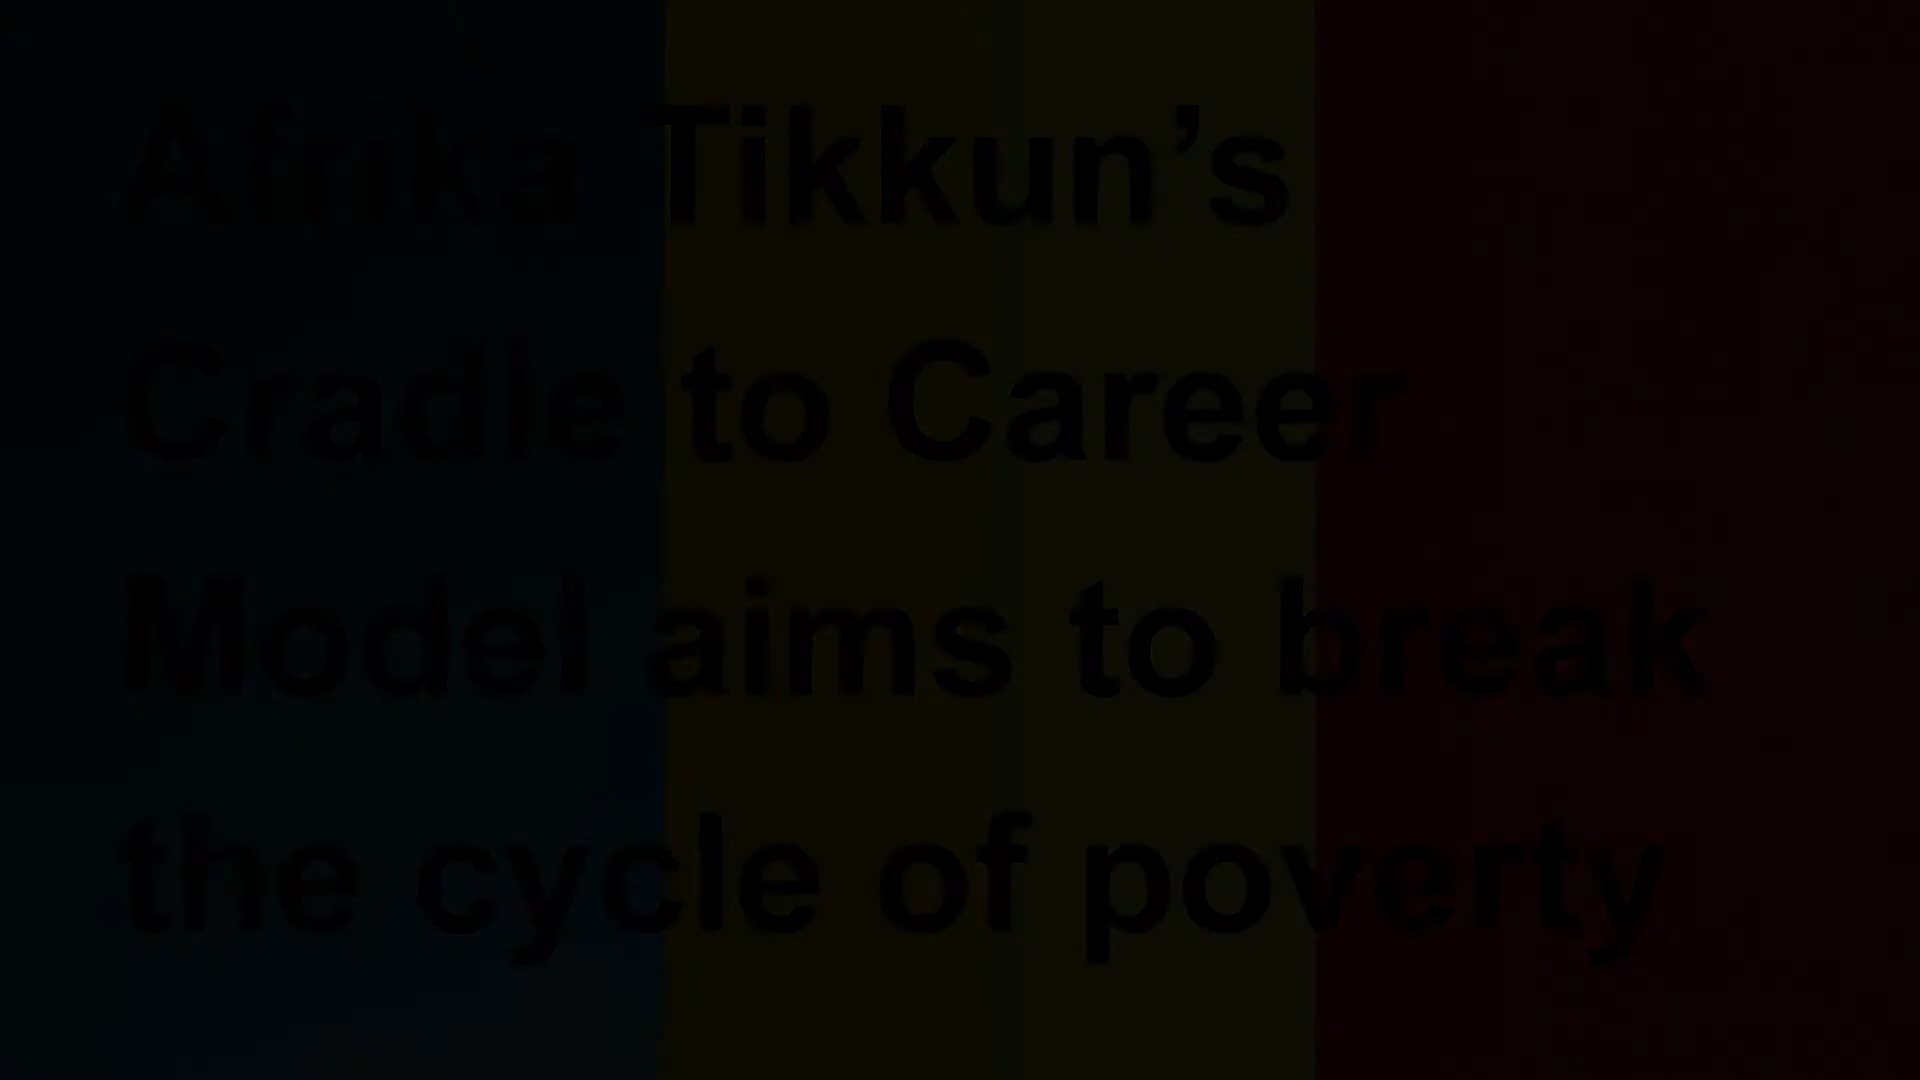 Afrika Tikkun’s
Cradle to Career
Model aims to break
the cycle of poverty